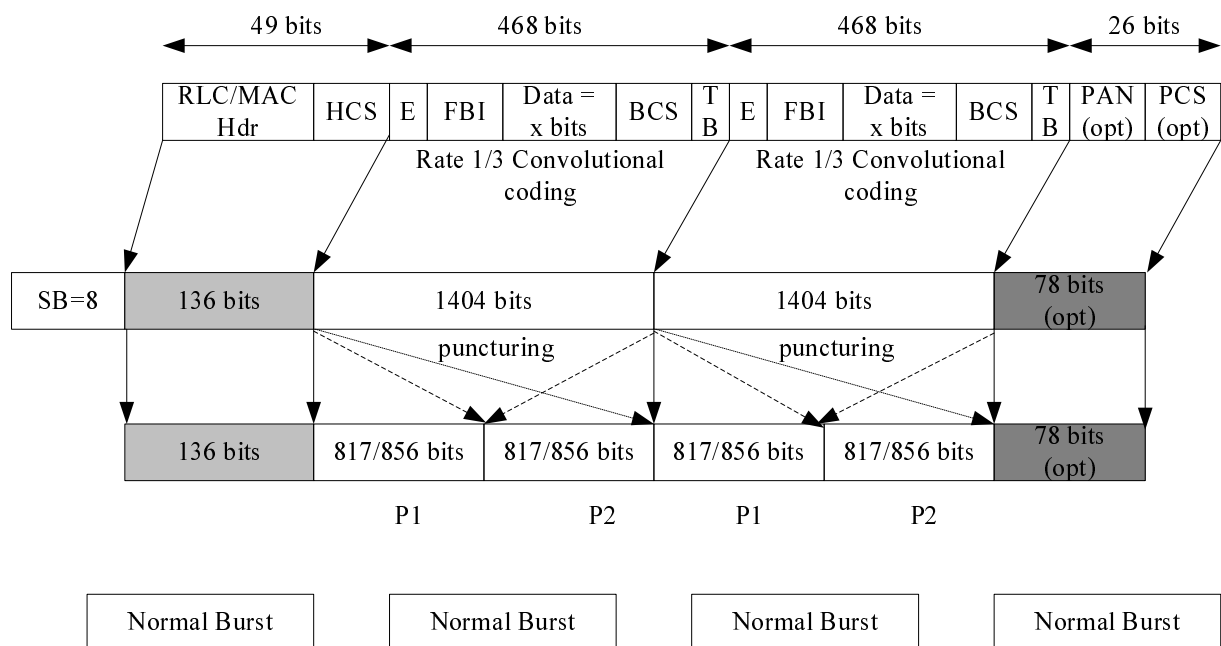 49 bits 468 bits 468 bits 26 bits
RLC/MAC
Hdr
HCS
E
FBI
Data =
x bits
BCS
T
B
E
FBI
Data =
x bits
BCS
T
B
PAN
(opt)
PCS
(opt)
Rate 1/3 Convolutional
coding
Rate 1/3 Convolutional
coding
SB=8
136 bits
1404 bits
1404 bits
78 bits
(opt)
puncturing
puncturing
136 bits
817/856 bits
817/856 bits
817/856 bits
817/856 bits
78 bits
(opt)
P1 P2 P1 P2
Normal Burst
Normal Burst
Normal Burst
Normal Burst